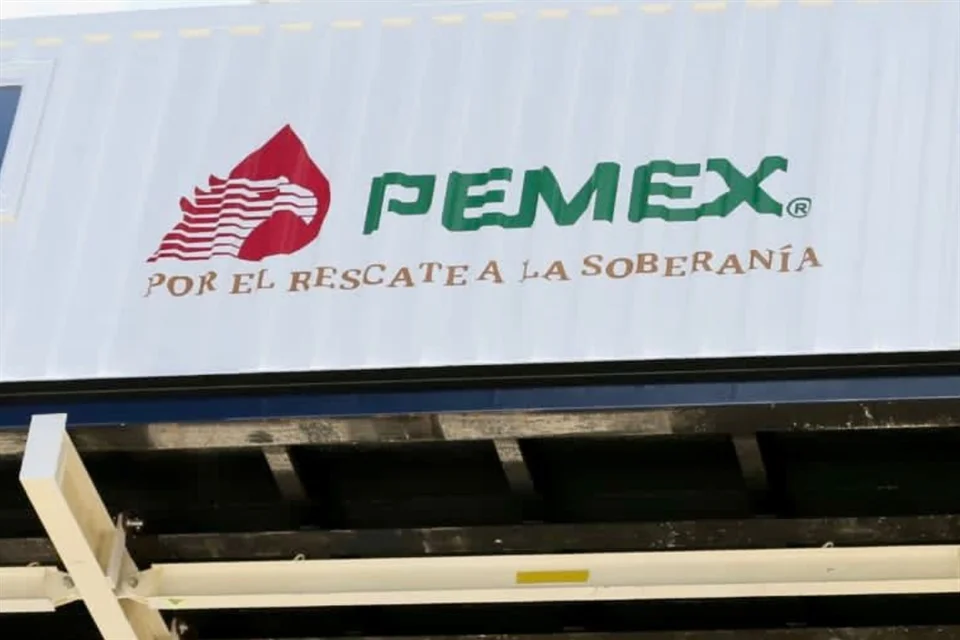 PEMEX®
POR EL RESCATE A LA SOBERANÍA